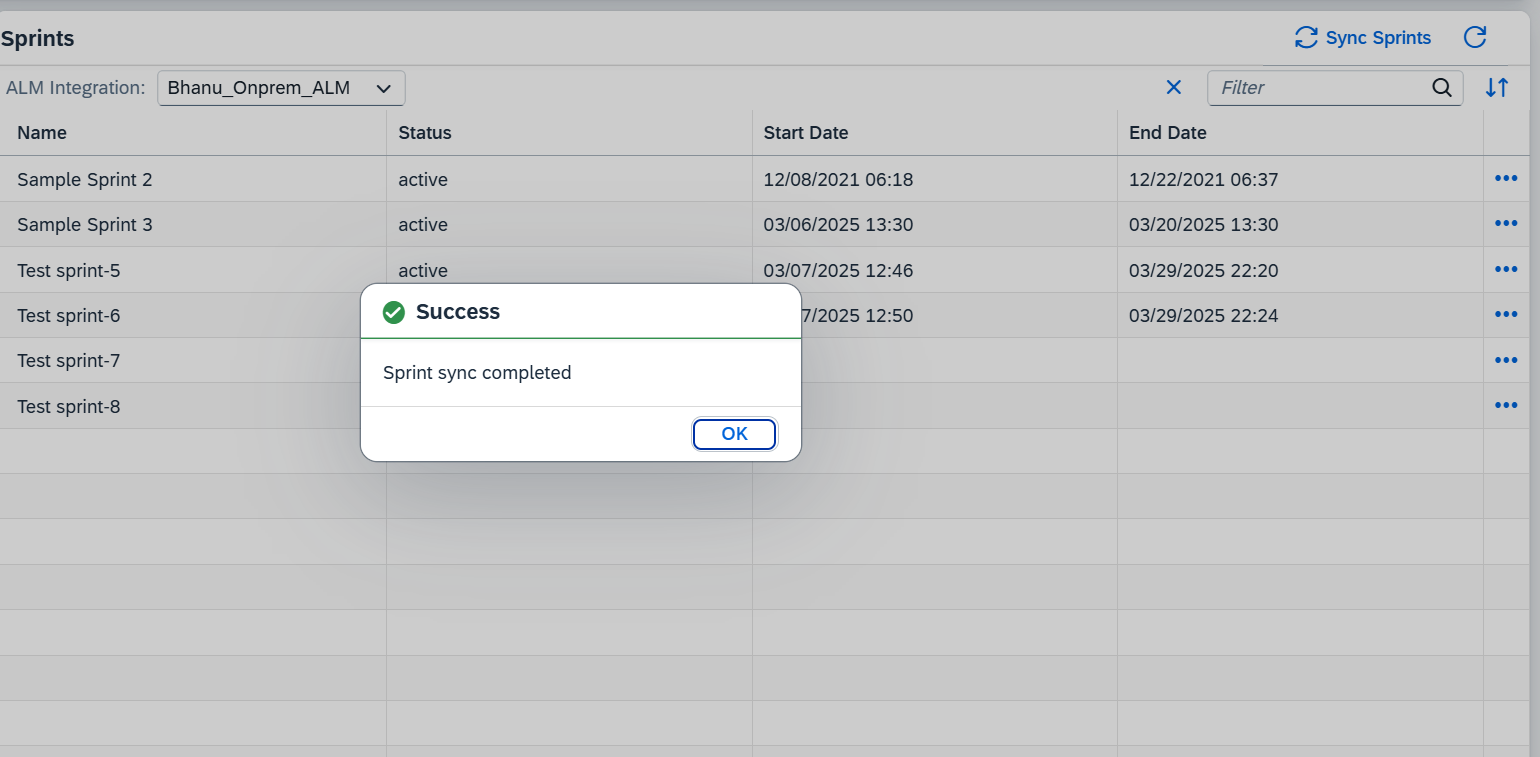 Sprints Sync Sprints
ALM Integration: Bhanu_Onprem_ALM Filter
Name Status Start Date End Date
Sample Sprint 2 active 12/08/2021 06:18 12/22/2021 06:37
Sample Sprint 3 active 03/06/2025 13:30 03/20/2025 13:30
Test sprint-5 active 03/07/2025 12:46 03/29/2025 22:20
Test sprint-6 7/2025 12:50 03/29/2025 22:24
Test sprint-7
Test sprint-8
Success
Sprint sync completed
OK